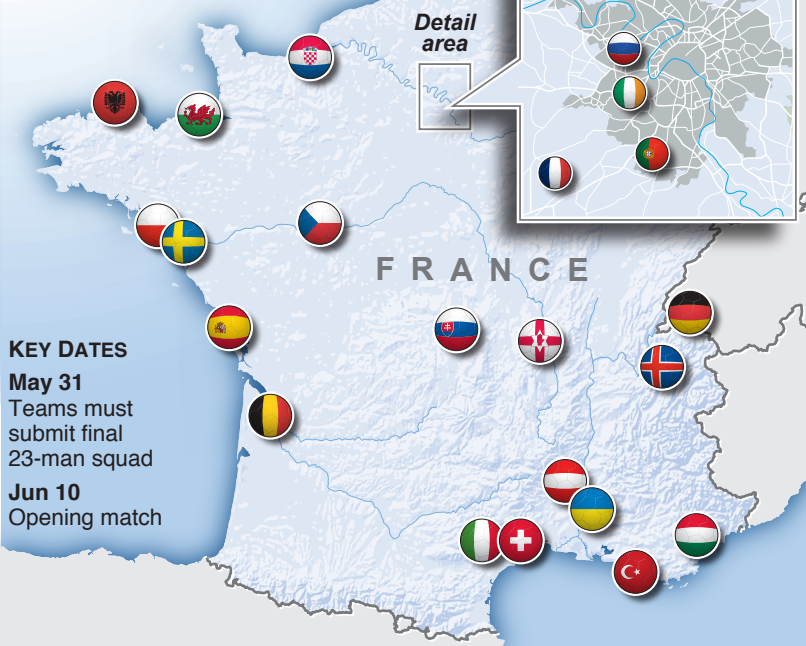 Detail
area
FRANCE
KEY DATES
May 31
Teams must
submit final
23-man squad
Jun 10
Opening match